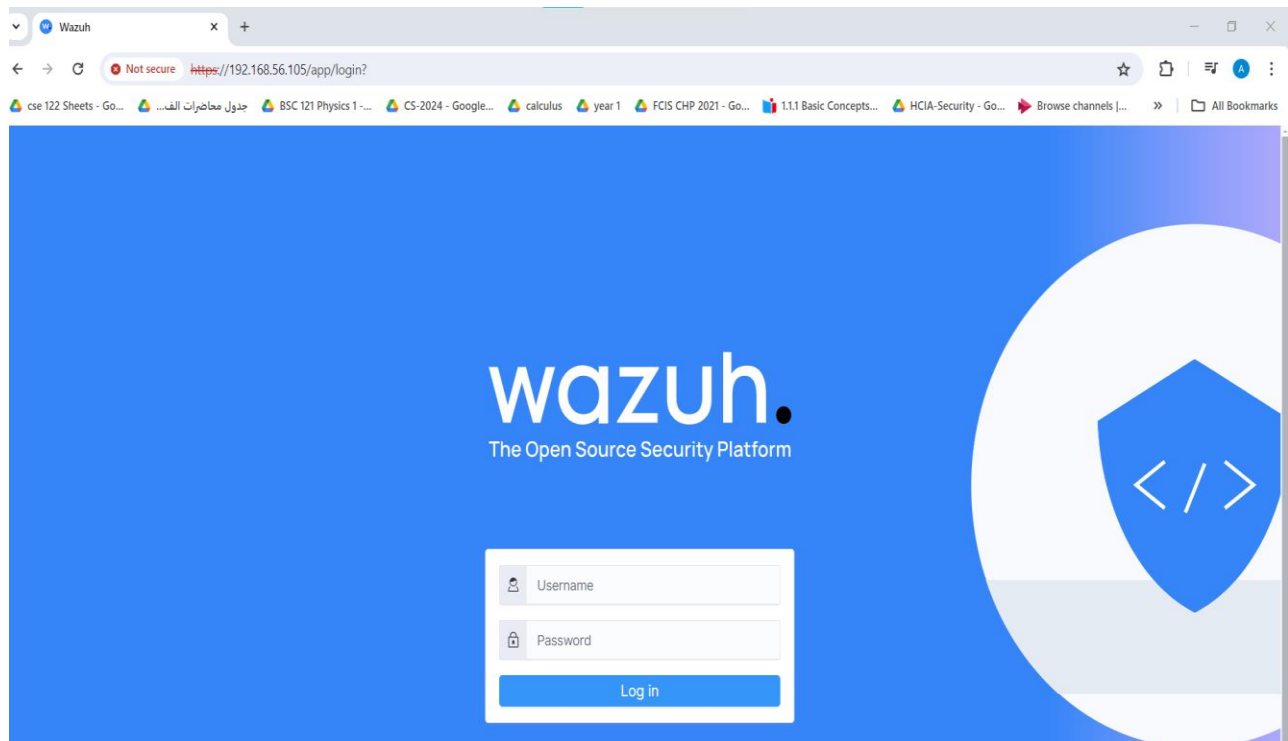 Wazuh
Not secure https://192.168.56.105/app/login?
A
cse 122 Sheets - Go...
جدول محاضرات الف...
BSC 121 Physics 1 -...
CS-2024 - Google...
calculus
year 1
FCIS CHP 2021 - Go...
1.1.1 Basic Concepts...
HCIA-Security - Go...
Browse channels |...
All Bookmarks
wazuh.
The Open Source Security Platform
Username
Password
Log in